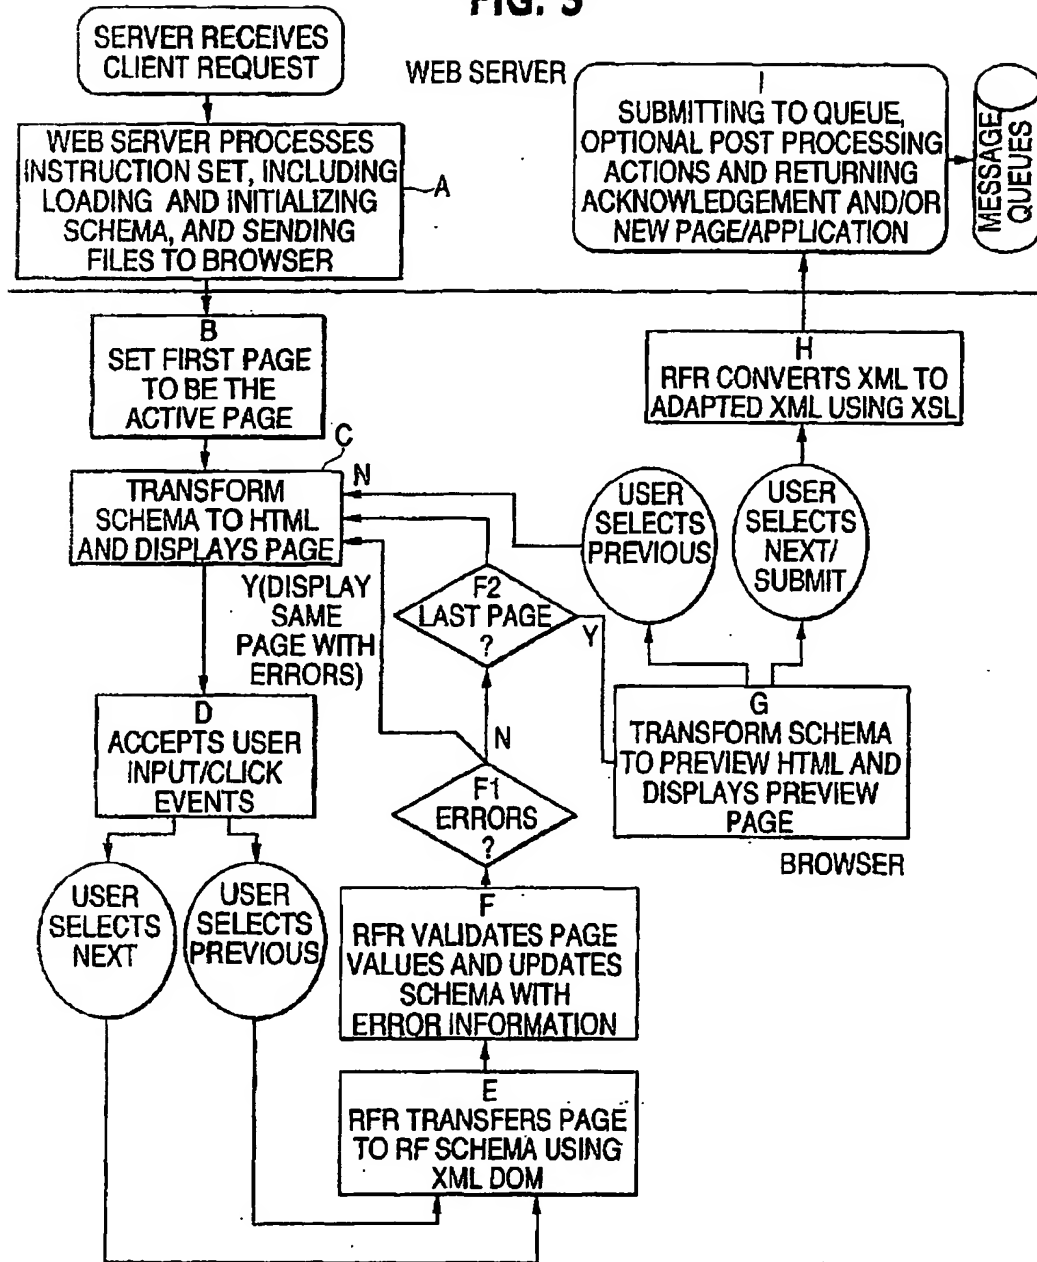 FIG. 3
SERVER RECEIVES
CLIENT REQUEST
WEB SERVER PROCESSES
INSTRUCTION SET, INCLUDING
LOADING AND INITIALIZING
SCHEMA, AND SENDING
FILES TO BROWSER
A
WEB SERVER
I
SUBMITTING TO QUEUE,
OPTIONAL POST PROCESSING
ACTIONS AND RETURNING
ACKNOWLEDGEMENT AND/OR
NEW PAGE/APPLICATION
MESSAGE
QUEUES
B
SET FIRST PAGE
TO BE THE
ACTIVE PAGE
C
TRANSFORM
SCHEMA TO HTML
AND DISPLAYS PAGE
N
Y(DISPLAY
SAME
PAGE WITH
ERRORS)
D
ACCEPTS USER
INPUT/CLICK
EVENTS
USER
SELECTS
NEXT
USER
SELECTS
PREVIOUS
E
RFR TRANSFERS PAGE
TO RF SCHEMA USING
XML DOM
F
RFR VALIDATES PAGE
VALUES AND UPDATES
SCHEMA WITH
ERROR INFORMATION
F1
ERRORS
?
N
F2
LAST PAGE
?
Y
G
TRANSFORM SCHEMA
TO PREVIEW HTML AND
DISPLAYS PREVIEW
PAGE
BROWSER
USER
SELECTS
PREVIOUS
USER
SELECTS
NEXT/
SUBMIT
H
RFR CONVERTS XML TO
ADAPTED XML USING XSL